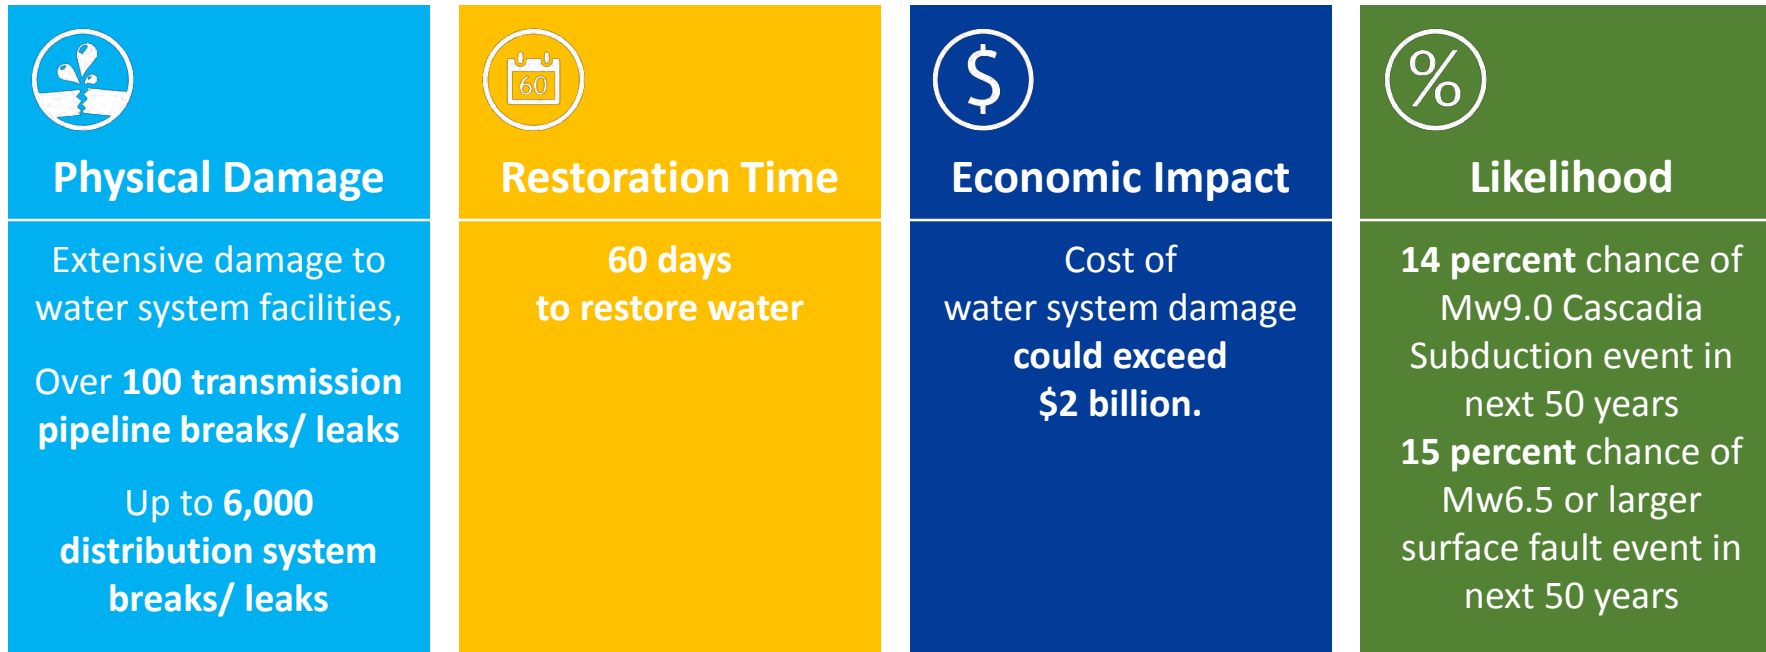 Physical Damage
Extensive damage to
water system facilities,
Over 100 transmission
pipeline breaks/ leaks
Up to 6,000
distribution system
breaks/ leaks
60
Restoration Time
60 days
to restore water
$
Economic Impact
Cost of
water system damage
could exceed
$2 billion.
%
Likelihood
14 percent chance of
Mw9.0 Cascadia
Subduction event in
next 50 years
15 percent chance of
Mw6.5 or larger
surface fault event in
next 50 years